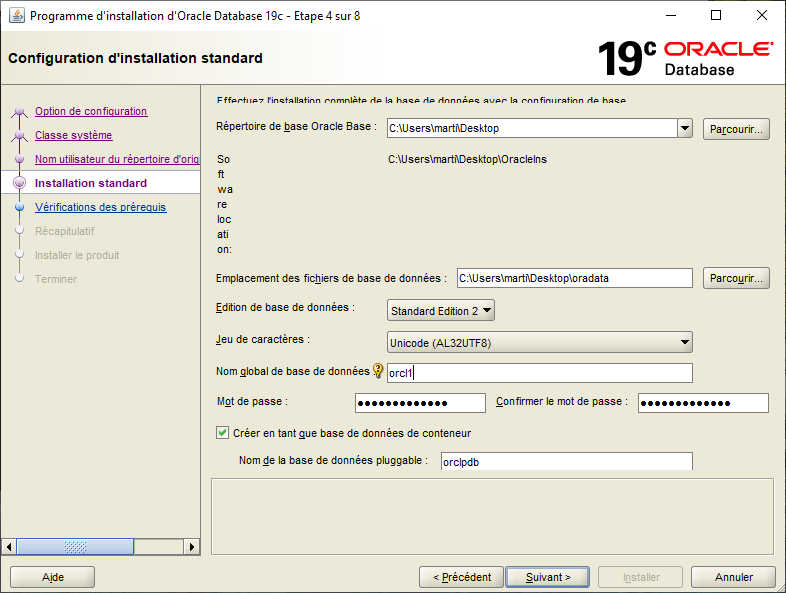 Programme d'installation d'Oracle Database 19c - Etape 4 sur 8
Configuration d'installation standard
19c ORACLE
Database
Option de configuration
Classe système
Nom utilisateur du répertoire d'orig
Installation standard
Vérifications des prérequis
Récapitulatif
Installer le produit
Terminer
Effectuez l'installation complète de la base de données avec la configuration de base
Répertoire de base Oracle Base : C:\Users\marti\Desktop Parcourir...
So
ft
wa
re
loc
ati
on:
C:\Users\marti\Desktop\OracleIns
Emplacement des fichiers de base de données : C:\Users\marti\Desktop\oradata Parcourir...
Edition de base de données : Standard Edition 2
Jeu de caractères : Unicode (AL32UTF8)
Nom global de base de données orcl1
Mot de passe : ●●●●●●●●●●●●● Confirmer le mot de passe : ●●●●●●●●●●●●●
Créer en tant que base de données de conteneur
Nom de la base de données pluggable : orclpdb
Aide < Précédent Suivant > Installer Annuler